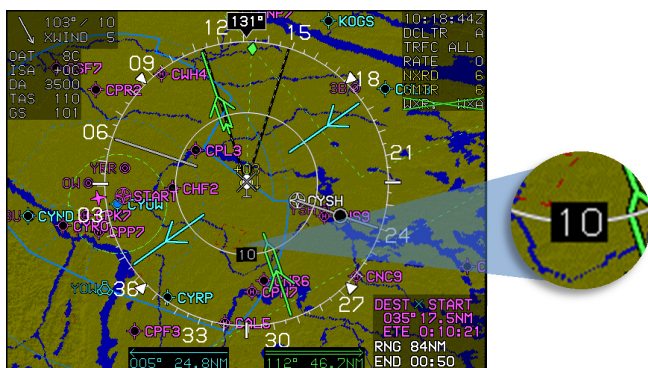 103°/ 10
XWIND 5
OAT 8C
ISA +0C
DA 3500
TAS 110
GS 101
131°
12
15
KOGS
10:18:44Z
DCLTR A
TRFC ALL
RATE 0
NXRD 6
6
09
CWH4
18
CPR2
06
CPL3
21
CHF2
START
CYOW
OYSH
03
CYND
CPP7
24
10
10
CNR6
CNC9
36
CYRP
27
CPF3
33
30
DEST START
035° 17.5NM
ETE 0:10:21
RNG 84NM
END 00:50
005° 24.8NM
112° 46.7NM